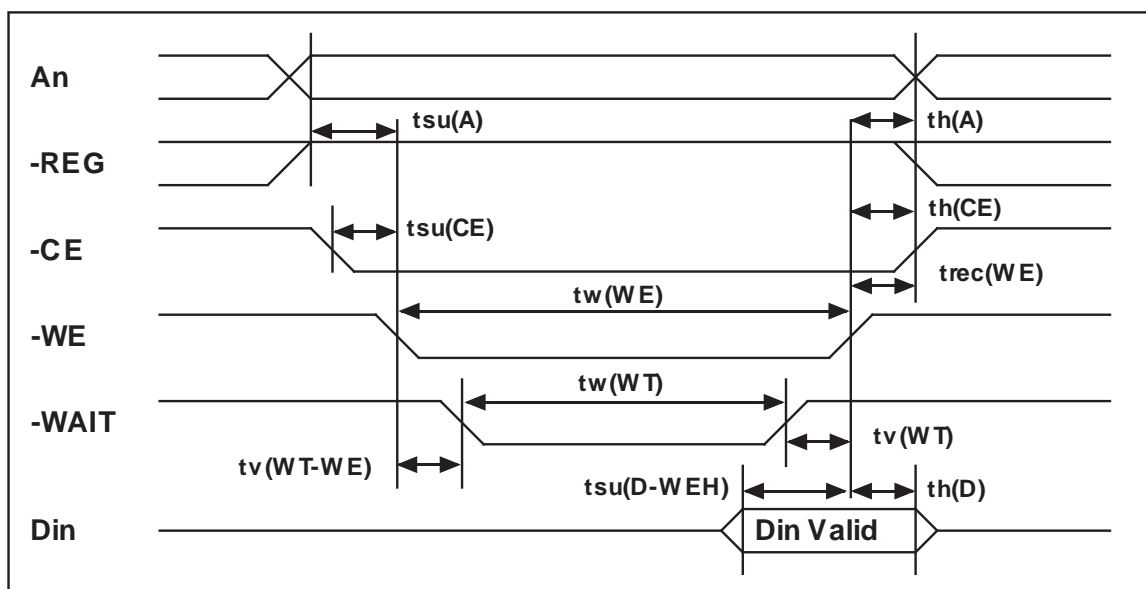 An
tsu(A)
th(A)
-REG
tsu(CE)
th(CE)
-CE
trec(WE)
tw(WE)
-WE
tw(WT)
-WAIT
tv(WT)
tv(WT-WE)
tsu(D-WEH)
th(D)
Din
Din Valid